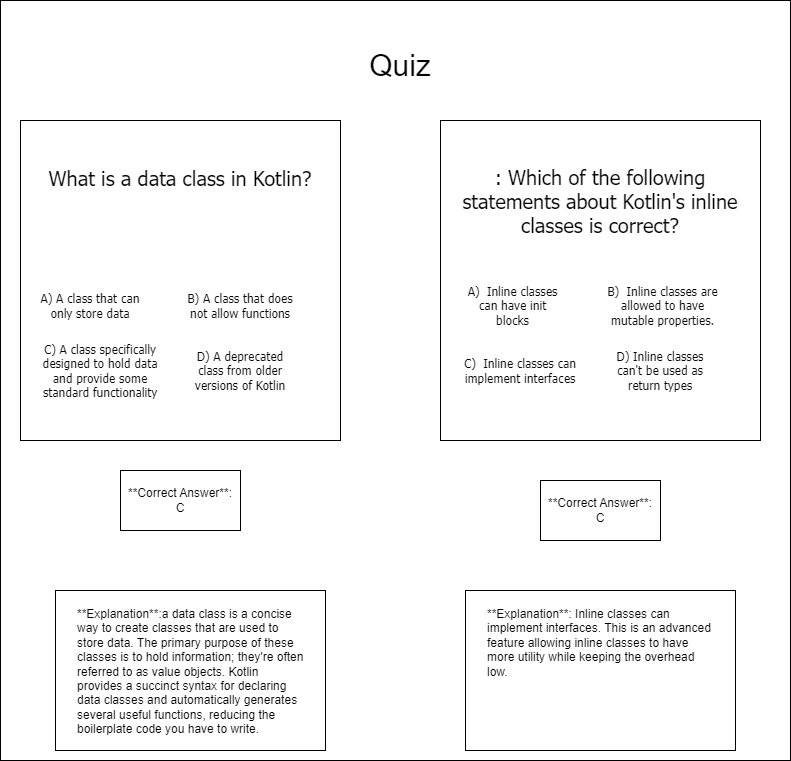 Quiz
What is a data class in Kotlin?
A) A class that can
only store data
B) A class that does
not allow functions
C) A class specifically
designed to hold data
and provide some
standard functionality
D) A deprecated
class from older
versions of Kotlin
**Correct Answer**:
C
**Explanation**:a data class is a concise
way to create classes that are used to
store data. The primary purpose of these
classes is to hold information; they're often
referred to as value objects. Kotlin
provides a succinct syntax for declaring
data classes and automatically generates
several useful functions, reducing the
boilerplate code you have to write.
: Which of the following
statements about Kotlin's inline
classes is correct?
A)  Inline classes
can have init
blocks
B)  Inline classes are
allowed to have
mutable properties.
C)  Inline classes can
implement interfaces
D) Inline classes
can't be used as
return types
**Correct Answer**:
C
**Explanation**: Inline classes can
implement interfaces. This is an advanced
feature allowing inline classes to have
more utility while keeping the overhead
low.